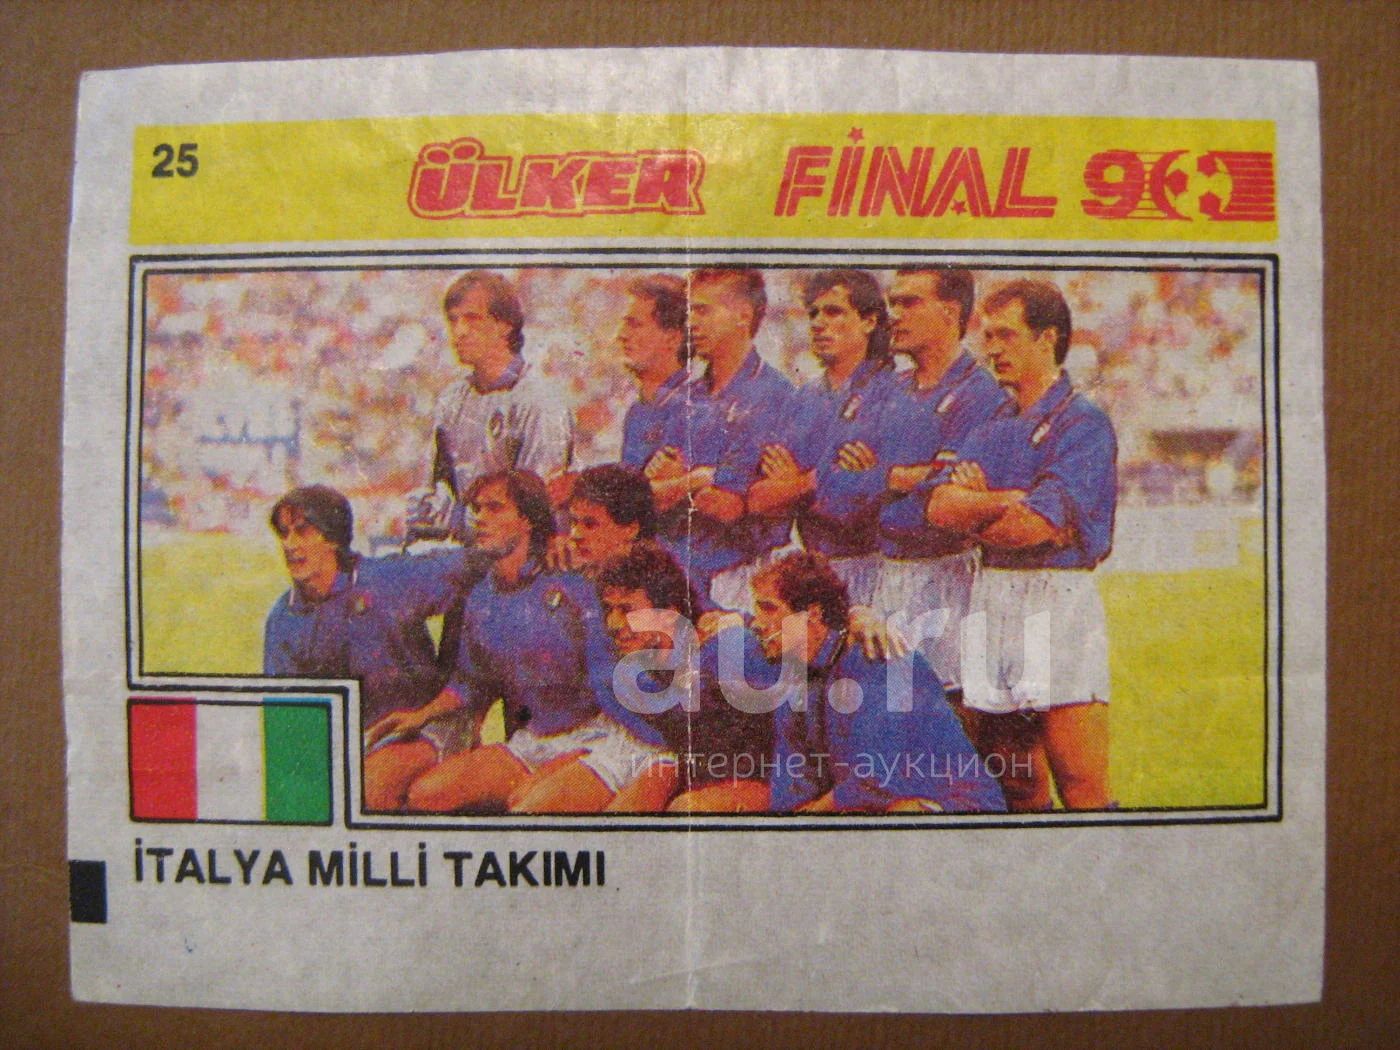 25 ÜLKER FİNAL 90
au.ru
интернет-аукцион
İTALYA MİLLİ TAKIMI